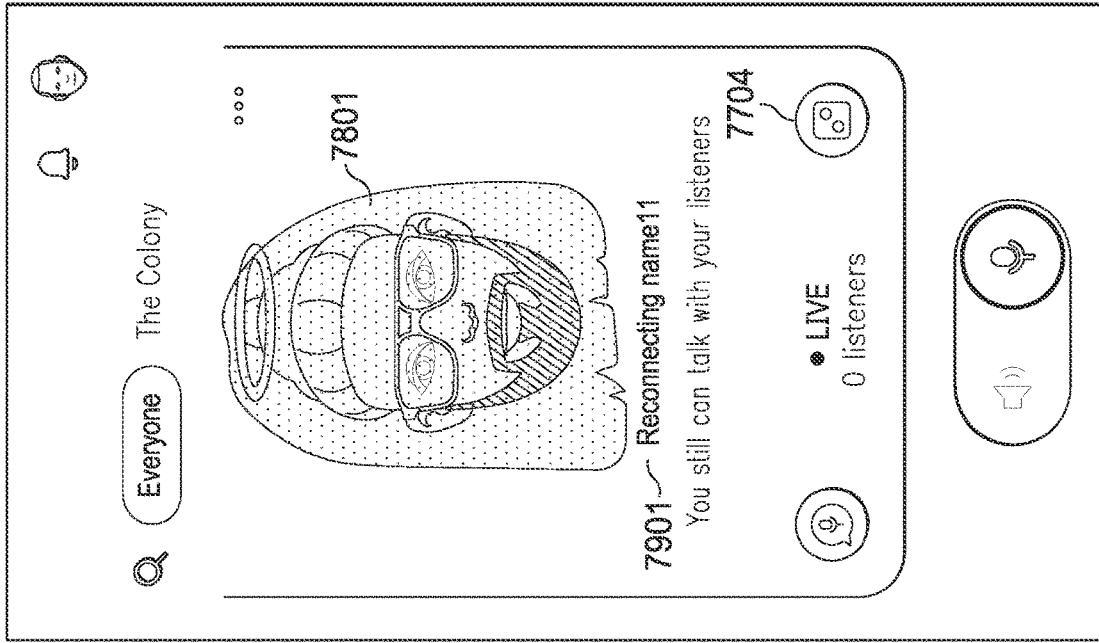 Everyone The Colony
7801
7901 Reconnecting name11
You still can talk with your listeners
7704
LIVE
0 listeners